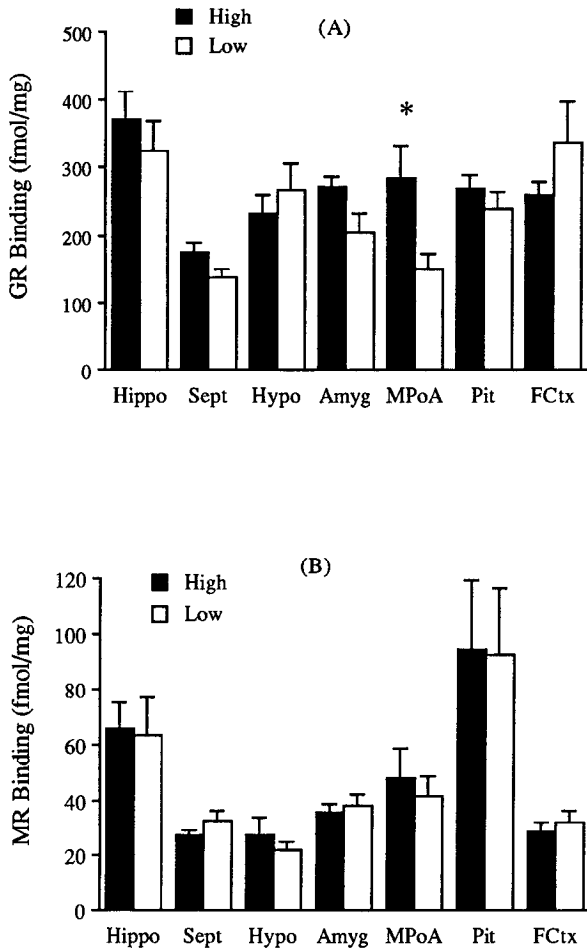 (A)
High
Low
GR Binding (fmol/mg)
500
400
300
200
100
0
*
Hippo Sept Hypo Amyg MPoA Pit FCtx
(B)
High
Low
MR Binding (fmol/mg)
120
100
80
60
40
20
0
Hippo Sept Hypo Amyg MPoA Pit FCtx